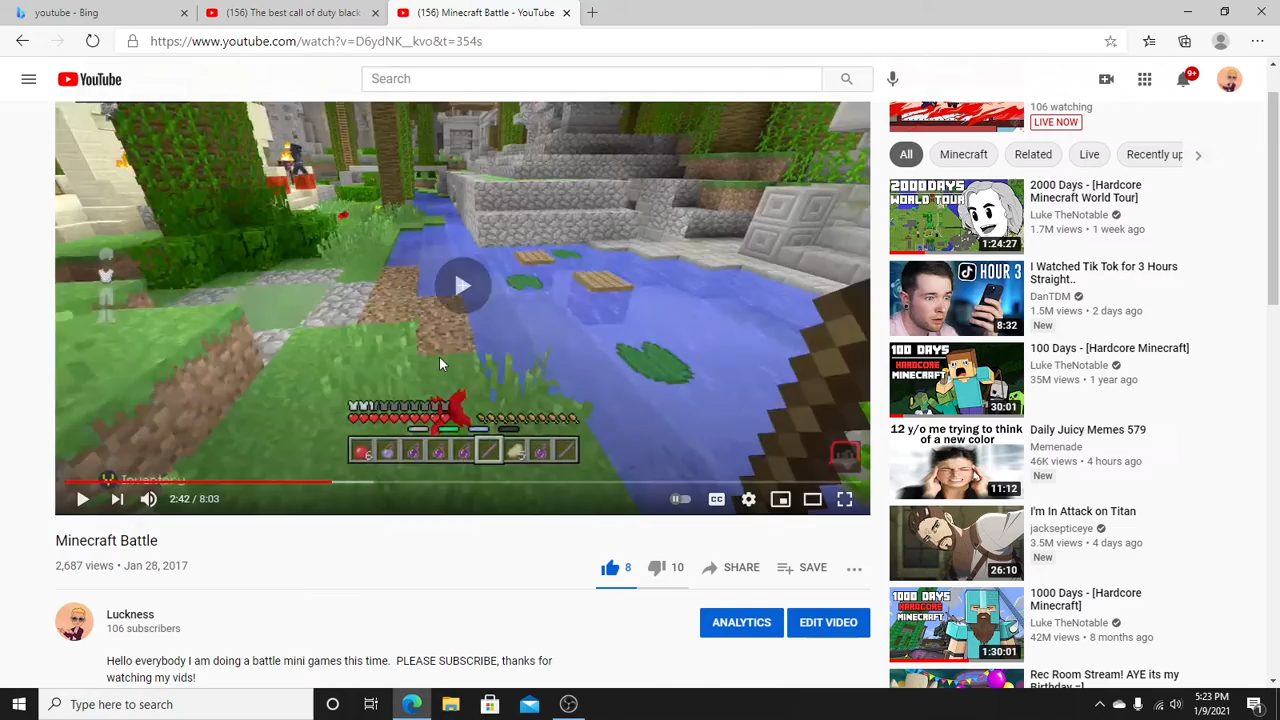 youtube - Bing
(156) The best call of duty black
(156) Minecraft Battle - YouTube
https://www.youtube.com/watch?v=D6ydNK__kvo&t=354s
YouTube
Search
9+
106 watching
LIVE NOW
All
Minecraft
Related
Live
Recently up
2000 DAYS
WORLD TOUR
1:24:27
2000 Days - [Hardcore
Minecraft World Tour]
Luke TheNotable
1.7M views • 1 week ago
HOUR 3
8:32
I Watched Tik Tok for 3 Hours
Straight..
DanTDM
1.5M views • 2 days ago
New
100 DAYS
HARDCORE
MINECRAFT
30:01
100 Days - [Hardcore Minecraft]
Luke TheNotable
35M views • 1 year ago
12 y/o me trying to think
of a new color
11:12
Daily Juicy Memes 579
Memenade
46K views • 4 hours ago
New
26:10
I'm In Attack on Titan
jacksepticeye
3.5M views • 4 days ago
New
1000 DAYS
HARDCORE
MINECRAFT
1:30:01
1000 Days - [Hardcore
Minecraft]
Luke TheNotable
42M views • 8 months ago
Rec Room Stream! AYE its my
Birthday =]
Inventory
2:42 / 8:03
CC
Minecraft Battle
2,687 views • Jan 28, 2017
8
10
SHARE
SAVE
Luckness
106 subscribers
ANALYTICS
EDIT VIDEO
Hello everybody I am doing a battle mini games this time. PLEASE SUBSCRIBE, thanks for
watching my vids!
Type here to search
5:23 PM
1/9/2021